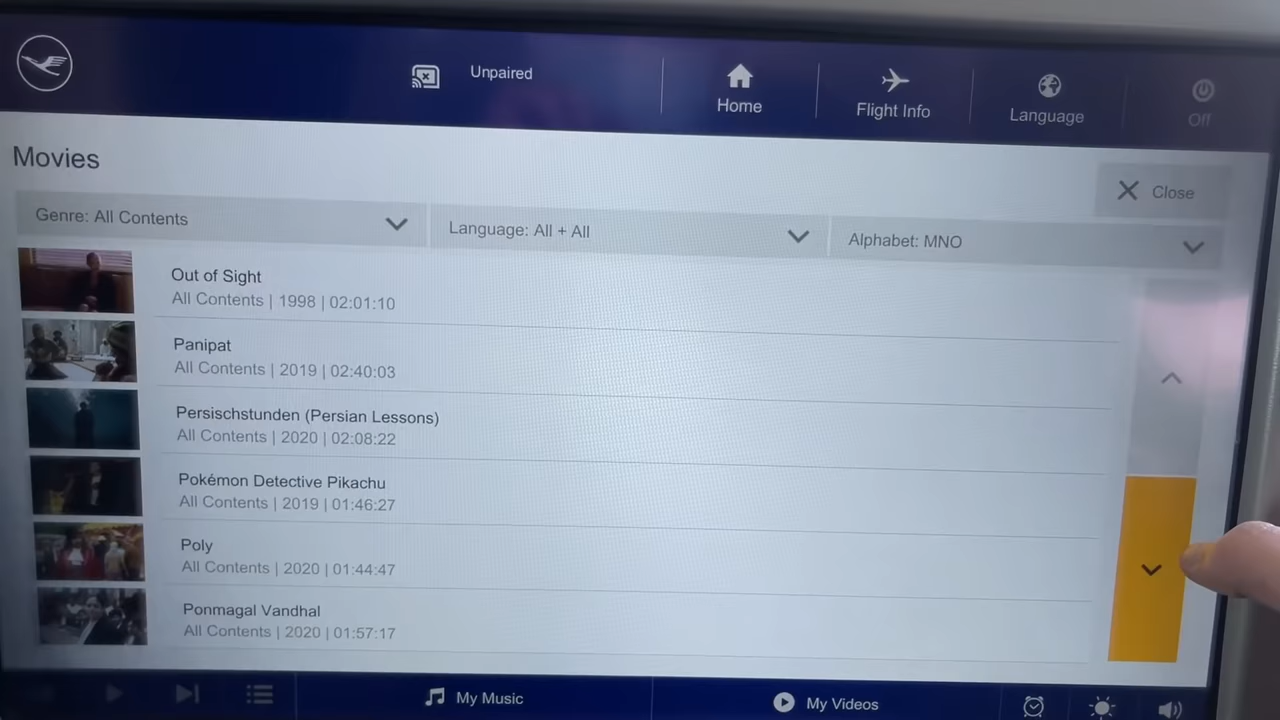 Unpaired
Home
Flight Info
Language
Off
Movies
Close
Genre: All Contents
Language: All + All
Alphabet: MNO
Out of Sight
All Contents | 1998 | 02:01:10
Panipat
All Contents | 2019 | 02:40:03
Persischstunden (Persian Lessons)
All Contents | 2020 | 02:08:22
Pokémon Detective Pikachu
All Contents | 2019 | 01:46:27
Poly
All Contents | 2020 | 01:44:47
Ponmagal Vandhal
All Contents | 2020 | 01:57:17
My Music
My Videos